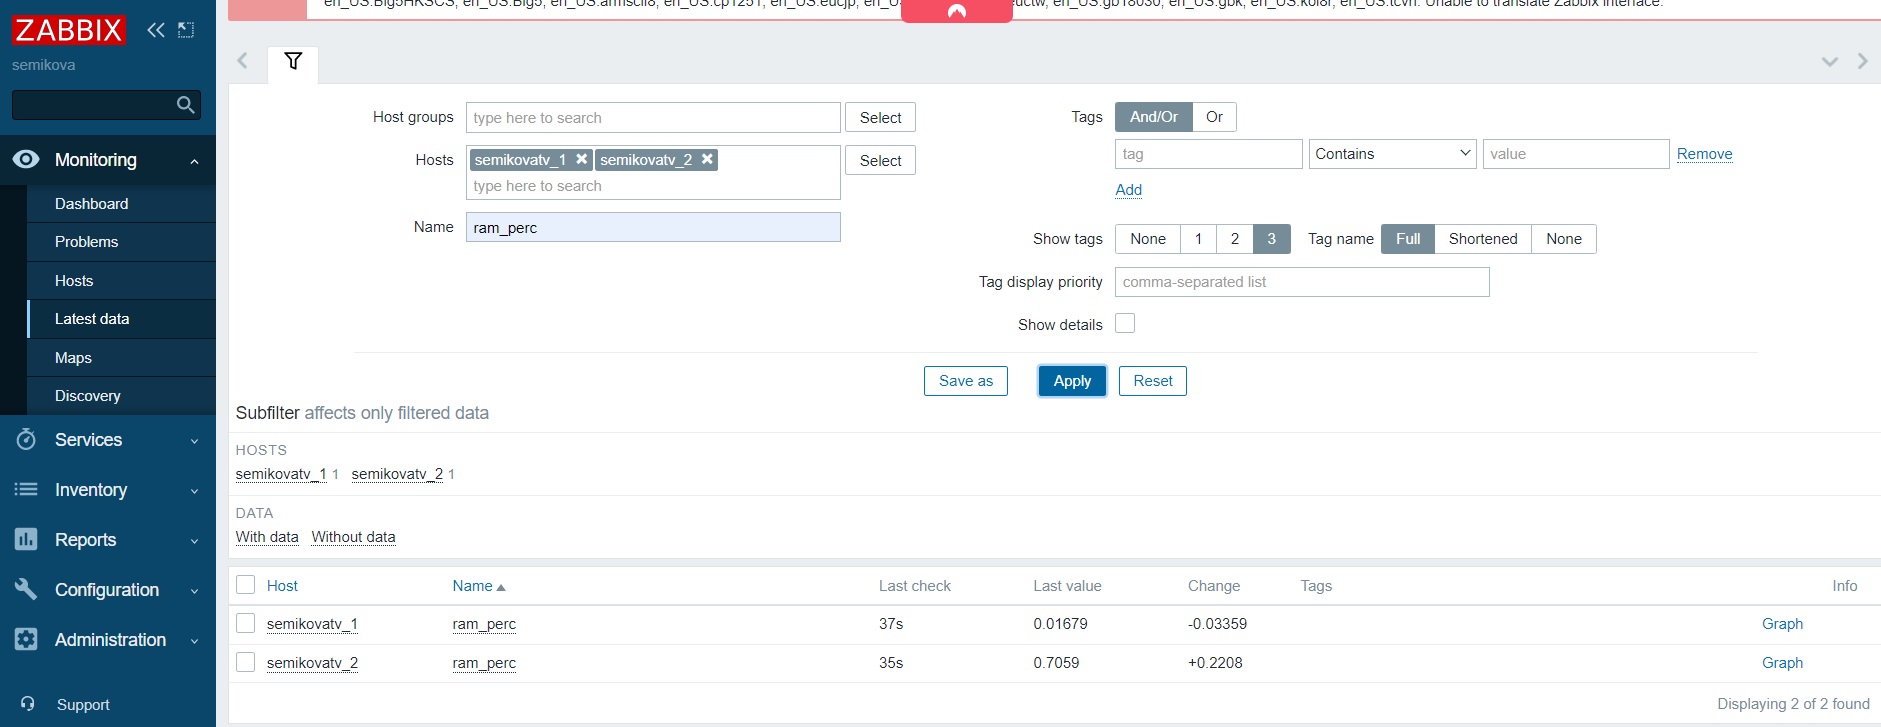 en_US.Big5HKSCS, en_US.Big5, en_US.armscii8, en_US.cp1251, en_US.eucjp, en_US.gb18030, en_US.gbk, en_US.koi8r, en_US.tcvn. Unable to translate Zabbix interface.
ZABBIX
semikova
Monitoring
Dashboard
Problems
Hosts
Latest data
Maps
Discovery
Services
Inventory
Reports
Configuration
Administration
Support
Host groups type here to search Select
Hosts semikovatv_1 semikovatv_2 Select
type here to search
Name ram_perc
Tags And/Or Or
tag Contains value Remove
Add
Show tags None 1 2 3 Tag name Full Shortened None
Tag display priority comma-separated list
Show details
Save as Apply Reset
Subfilter affects only filtered data
HOSTS
semikovatv_1 1 semikovatv_2 1
DATA
With data Without data
Host Name Last check Last value Change Tags Info
semikovatv_1 ram_perc 37s 0.01679 -0.03359 Graph
semikovatv_2 ram_perc 35s 0.7059 +0.2208 Graph
Displaying 2 of 2 found